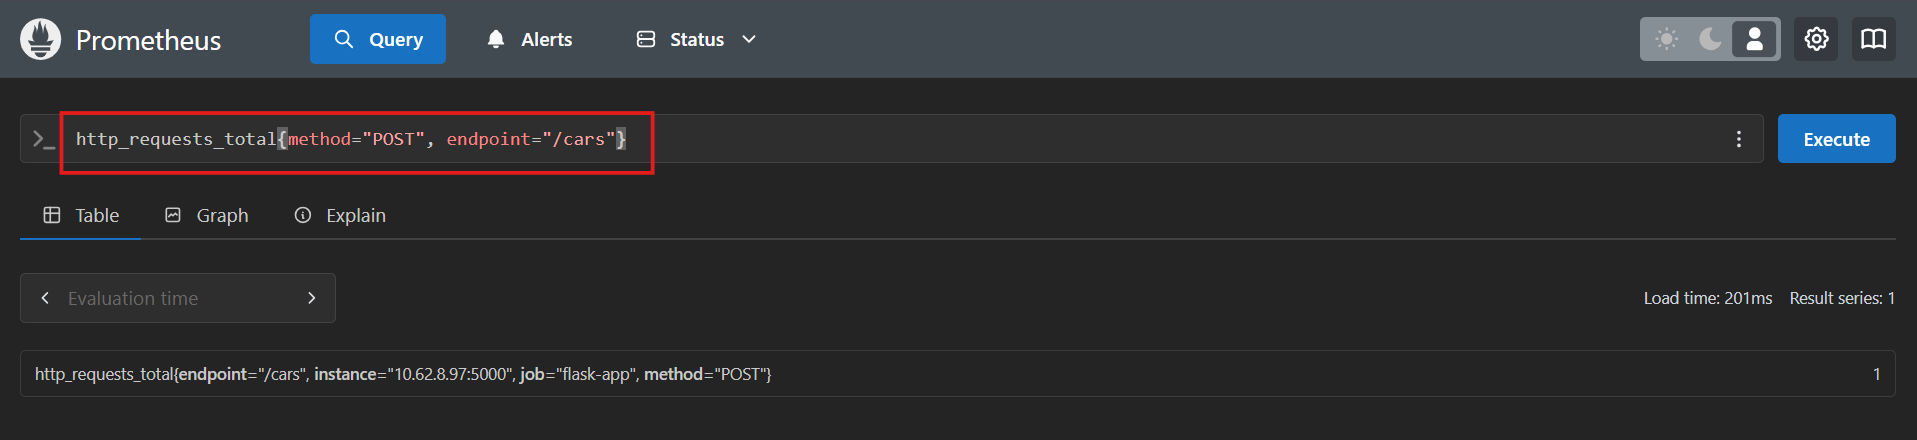 Prometheus Query Alerts Status
http_requests_total{method="POST", endpoint="/cars"} Execute
Table Graph Explain
Evaluation time Load time: 201ms Result series: 1
http_requests_total{endpoint="/cars", instance="10.62.8.97:5000", job="flask-app", method="POST"} 1